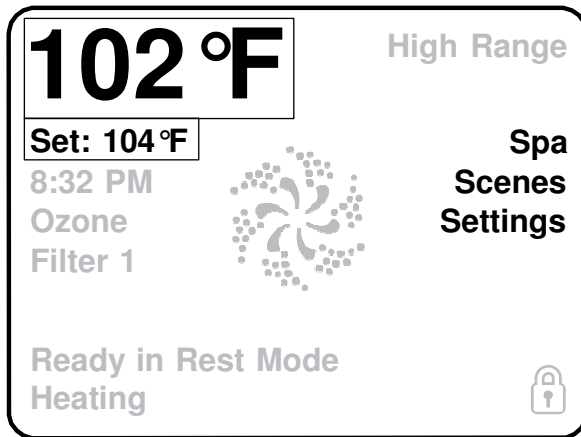 102°F
High Range
Set: 104°F
Spa
8:32 PM
Scenes
Ozone
Settings
Filter 1
Ready in Rest Mode
Heating